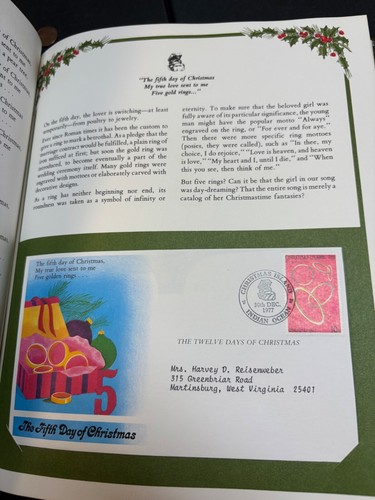 "The fifth day of Christmas
My true love sent to me
Five gold rings..."
On the fifth day, the lover is switching—at least
temporarily—from poultry to jewelry.
Ever since Roman times it has been the custom to
give a ring to mark a betrothal. As a pledge that the
marriage contract would be fulfilled, a plain ring of
iron sufficed at first; but soon the gold ring was
introduced, to become eventually a part of the
wedding ceremony itself. Many gold rings were
engraved with mottoes or elaborately carved with
decorative designs.
As a ring has neither beginning nor end, its
roundness was taken as a symbol of infinity or
eternity. To make sure that the beloved girl was
fully aware of its particular significance, the young
man might have the popular motto "Always"
engraved on the ring, or "For ever and for aye."
Then there were more specific ring mottoes
(posies, they were called), such as "In thee, my
choice, I do rejoice," "Love is heaven, and heaven
is love," "My heart and I, until I die," and "When
this you see, then think of me."
But five rings? Can it be that the girl in our song
was day-dreaming? That the entire song is merely a
catalog of her Christmastime fantasies?
The fifth day of Christmas,
My true love sent to me
Five golden rings . . .
CHRISTMAS ISLAND
20th DEC.
1977
INDIAN OCEAN
THE TWELVE DAYS OF CHRISTMAS
Mrs. Harvey D. Reisenweber
315 Greenbriar Road
Martinsburg, West Virginia 25401
5
The Fifth Day of Christmas